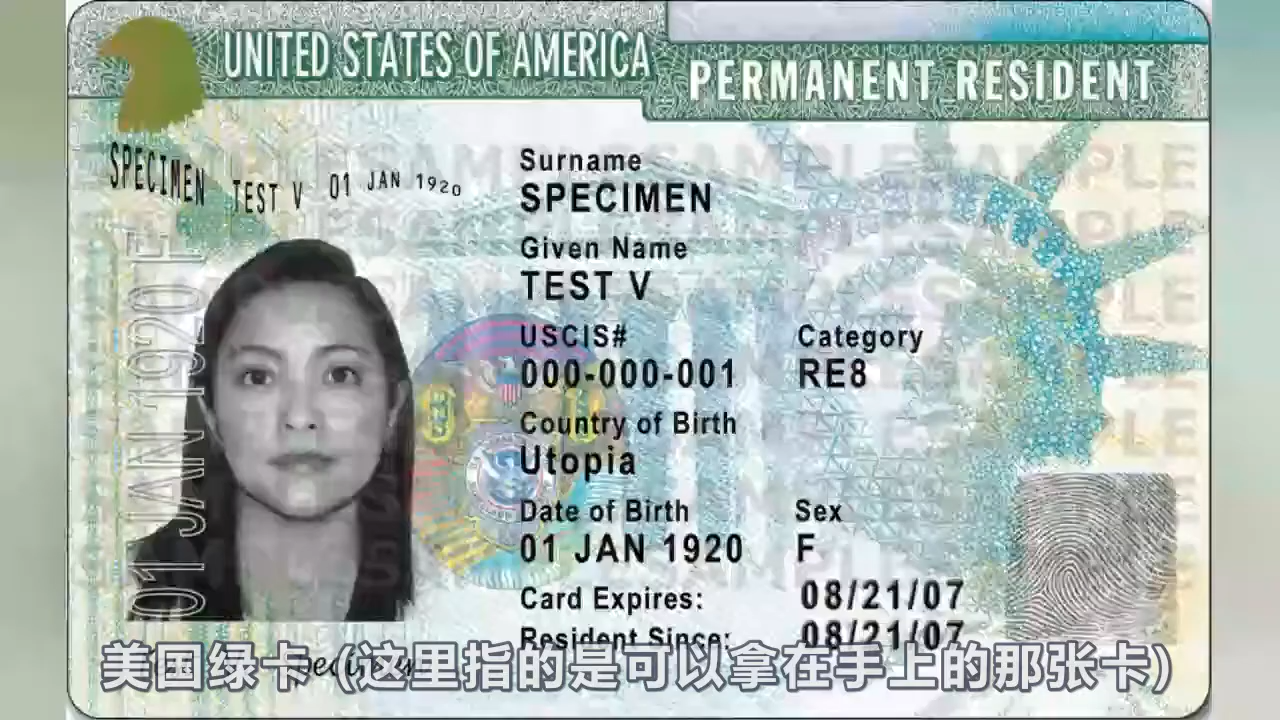 UNITED STATES OF AMERICA
PERMANENT RESIDENT
SPECIMEN TEST V 01 JAN 1920
Surname
SPECIMEN
Given Name
TEST V
USCIS#
Category
000-000-001
RE8
Country of Birth
Utopia
Date of Birth
Sex
01 JAN 1920
F
Card Expires:
08/21/07
Resident Since:
08/21/07
01 JAN 1920 F
美国绿卡（这里指的是可以拿在手上的那张卡）